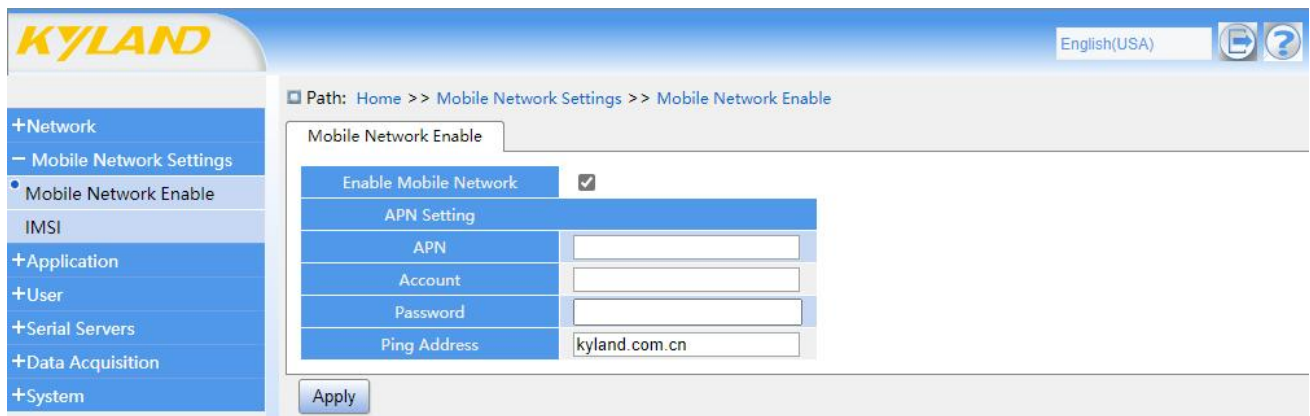 KYLAND
English(USA)
Path: Home >> Mobile Network Settings >> Mobile Network Enable
+Network
− Mobile Network Settings
Mobile Network Enable
IMSI
+Application
+User
+Serial Servers
+Data Acquisition
+System
Mobile Network Enable
Enable Mobile Network
APN Setting
APN
Account
Password
Ping Address kyland.com.cn
Apply